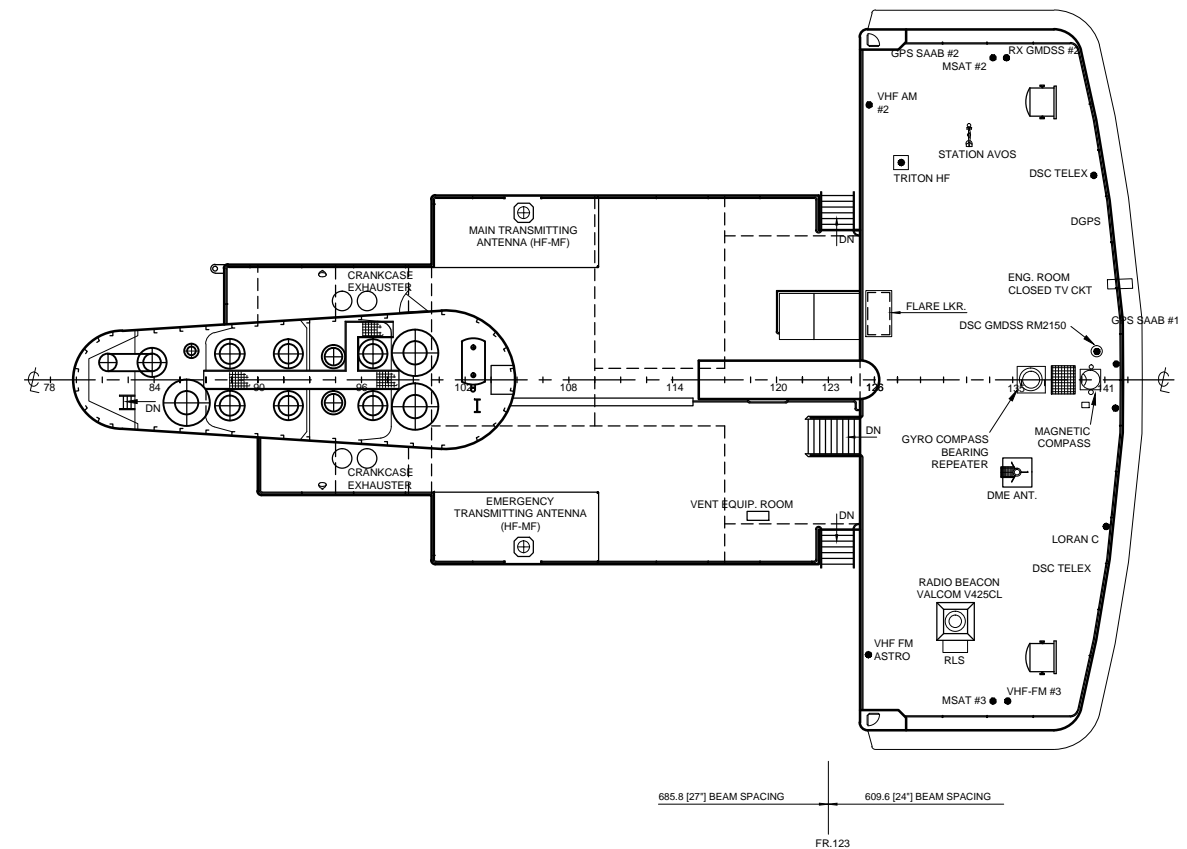 GPS SAAB #2
RX GMDSS #2
MSAT #2
VHF AM
#2
STATION AVOS
TRITON HF
DSC TELEX
DGPS
MAIN TRANSMITTING
ANTENNA (HF-MF)
DN
CRANKCASE
EXHAUSTER
ENG. ROOM
CLOSED TV CKT
FLARE LKR.
DSC GMDSS RM2150
GPS SAAB #1
78
84
90
96
102
108
114
120
123
126
141
DN
DN
GYRO COMPASS
BEARING
REPEATER
MAGNETIC
COMPASS
CRANKCASE
EXHAUSTER
DME ANT.
EMERGENCY
TRANSMITTING ANTENNA
(HF-MF)
VENT EQUIP. ROOM
DN
LORAN C
DSC TELEX
RADIO BEACON
VALCOM V425CL
RLS
VHF FM
ASTRO
MSAT #3
VHF-FM #3
685.8 [27"] BEAM SPACING
609.6 [24"] BEAM SPACING
FR.123